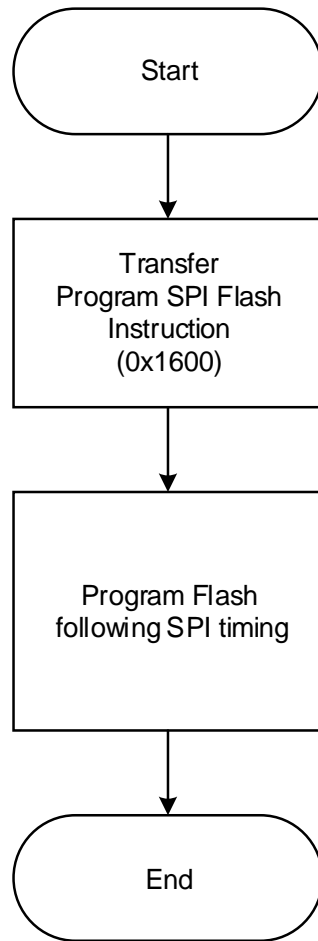 Start
Transfer
Program SPI Flash
Instruction
(0x1600)
Program Flash
following SPI timing
End